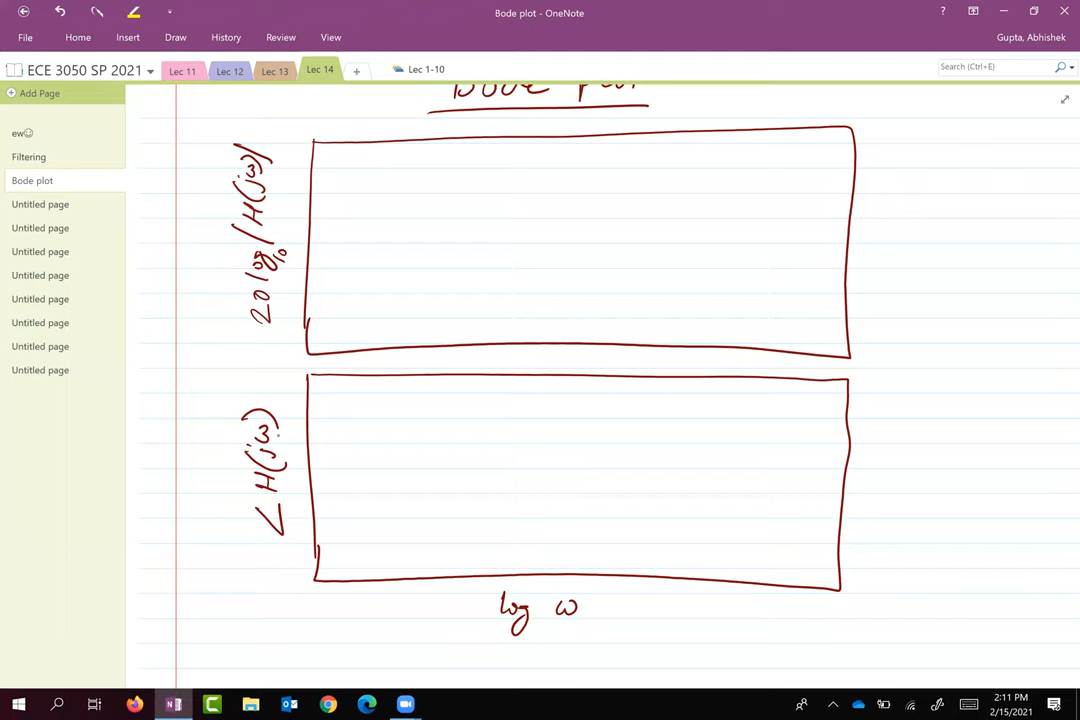 Bode plot - OneNote
?
Gupta, Abhishek
File Home Insert Draw History Review View
ECE 3050 SP 2021
Lec 11
Lec 12
Lec 13
Lec 14
+
Lec 1-10
Search (Ctrl+E)
Add Page
ew☺
Filtering
Bode plot
Untitled page
Untitled page
Untitled page
Untitled page
Untitled page
Untitled page
Untitled page
Untitled page
Bode plot
20 log₁₀ |H(jω)|
∠ H(jω)
log ω
2:11 PM
2/15/2021